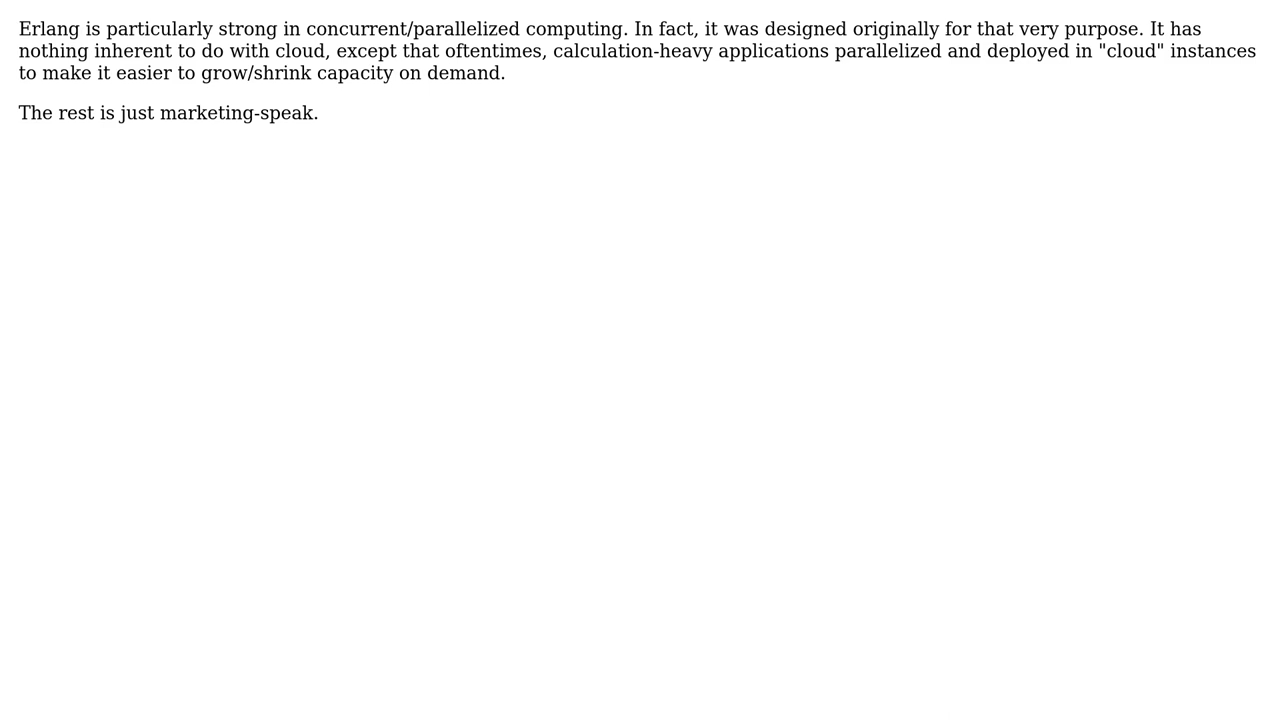 Erlang is particularly strong in concurrent/parallelized computing. In fact, it was designed originally for that very purpose. It has
nothing inherent to do with cloud, except that oftentimes, calculation-heavy applications parallelized and deployed in "cloud" instances
to make it easier to grow/shrink capacity on demand.
The rest is just marketing-speak.